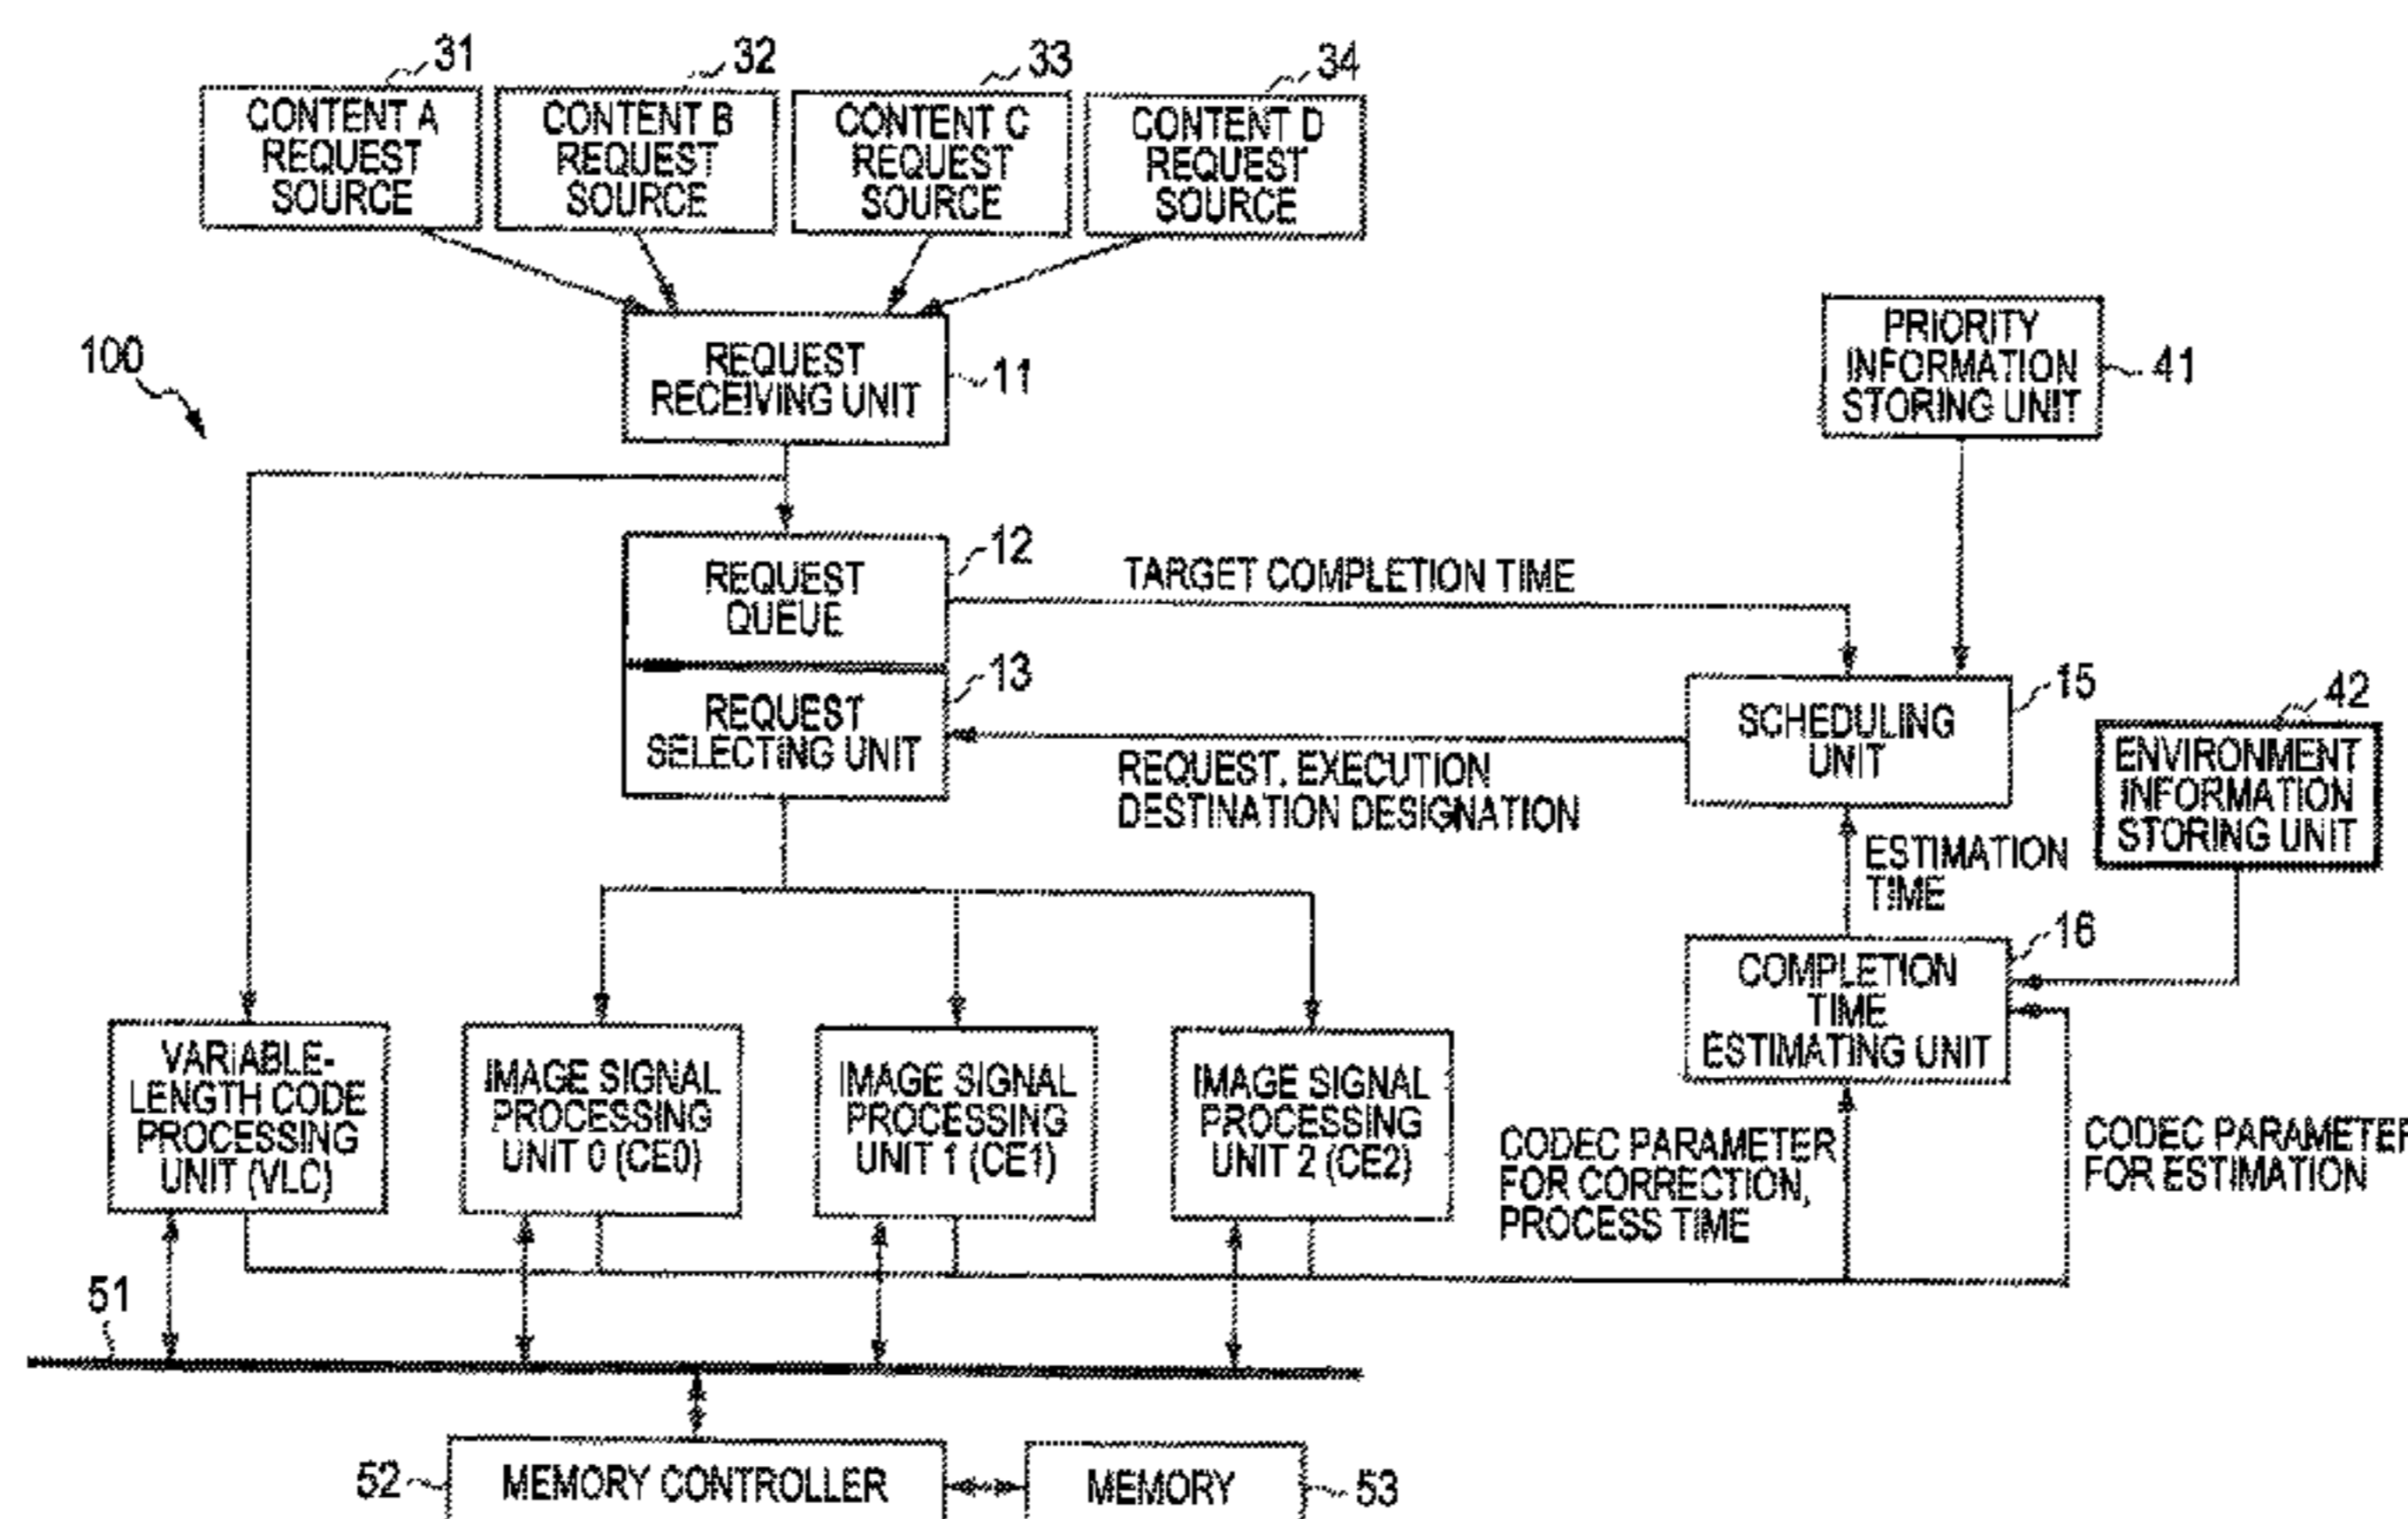 31
32
33
34
CONTENT A
REQUEST
SOURCE
CONTENT B
REQUEST
SOURCE
CONTENT C
REQUEST
SOURCE
CONTENT D
REQUEST
SOURCE
100
REQUEST
RECEIVING UNIT
11
PRIORITY
INFORMATION
STORING UNIT
41
REQUEST
QUEUE
12
TARGET COMPLETION TIME
REQUEST
SELECTING UNIT
13
REQUEST, EXECUTION
DESTINATION DESIGNATION
SCHEDULING
UNIT
15
42
ENVIRONMENT
INFORMATION
STORING UNIT
ESTIMATION
TIME
16
COMPLETION
TIME
ESTIMATING UNIT
VARIABLE-
LENGTH CODE
PROCESSING
UNIT (VLC)
IMAGE SIGNAL
PROCESSING
UNIT 0 (CE0)
IMAGE SIGNAL
PROCESSING
UNIT 1 (CE1)
IMAGE SIGNAL
PROCESSING
UNIT 2 (CE2)
CODEC PARAMETER
FOR CORRECTION,
PROCESS TIME
CODEC PARAMETER
FOR ESTIMATION
51
52
MEMORY CONTROLLER
MEMORY
53